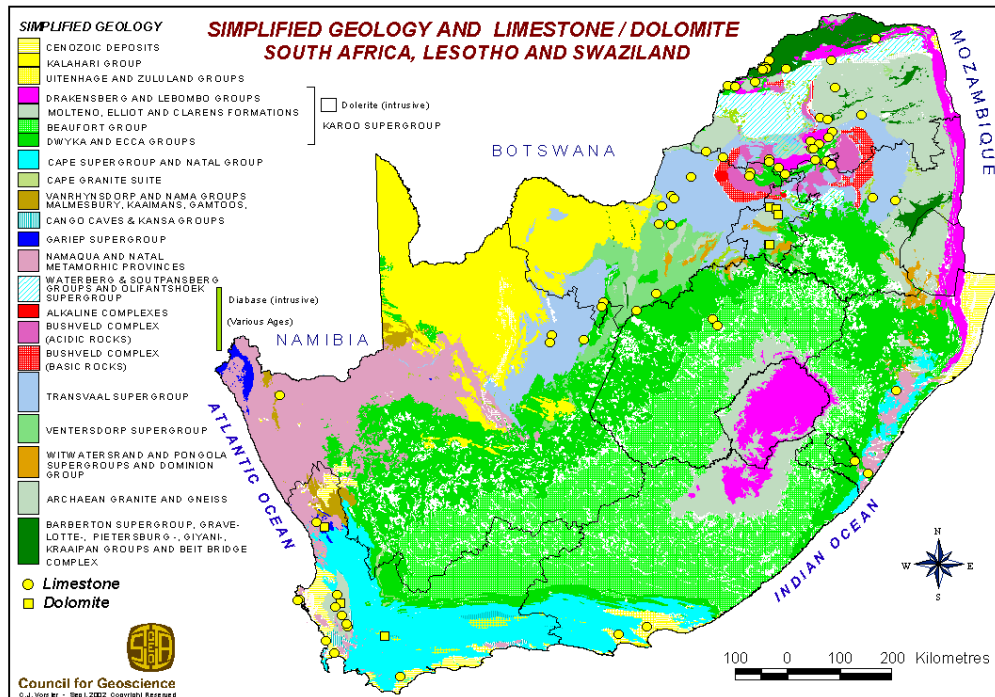 SIMPLIFIED GEOLOGY AND LIMESTONE / DOLOMITE
SOUTH AFRICA, LESOTHO AND SWAZILAND
SIMPLIFIED GEOLOGY
CENOZOIC DEPOSITS
KALAHARI GROUP
UITENHAGE AND ZULULAND GROUPS
DRAKENSBERG AND LEBOMBO GROUPS
MOLTENO, ELLIOT AND CLARENS FORMATIONS
BEAUFORT GROUP
DWYKA AND ECCA GROUPS
Dolerite (intrusive)
KAROO SUPERGROUP
CAPE SUPERGROUP AND NATAL GROUP
CAPE GRANITE SUITE
VANRHYNSDORP AND NAMA GROUPS
MALMESBURY, KAAIMANS, GAMTOOS,
CANGO CAVES & KANSA GROUPS
GARIEP SUPERGROUP
NAMAQUA AND NATAL
METAMORHIC PROVINCES
WATERBERG & SOUTPANSBERG
GROUPS AND OLIFANTSHOEK
SUPERGROUP
ALKALINE COMPLEXES
BUSHVELD COMPLEX
(ACIDIC ROCKS)
BUSHVELD COMPLEX
(BASIC ROCKS)
TRANSVAAL SUPERGROUP
VENTERSDORP SUPERGROUP
WITWATERSRAND AND PONGOLA
SUPERGROUPS AND DOMINION
GROUP
ARCHAEAN GRANITE AND GNEISS
BARBERTON SUPERGROUP, GRAVE-
LOTTE-, PIETERSBURG -, GIYANI-,
KRAAIPAN GROUPS AND BEIT BRIDGE
COMPLEX
Limestone
Dolomite
Diabase (intrusive)
(Various Ages)
BOTSWANA
NAMIBIA
MOZAMBIQUE
ATLANTIC OCEAN
INDIAN OCEAN
N
W E
S
100 0 100 200 Kilometres
Council for Geoscience
C.J. Vorster - Sept. 2002 Copyright Reserved